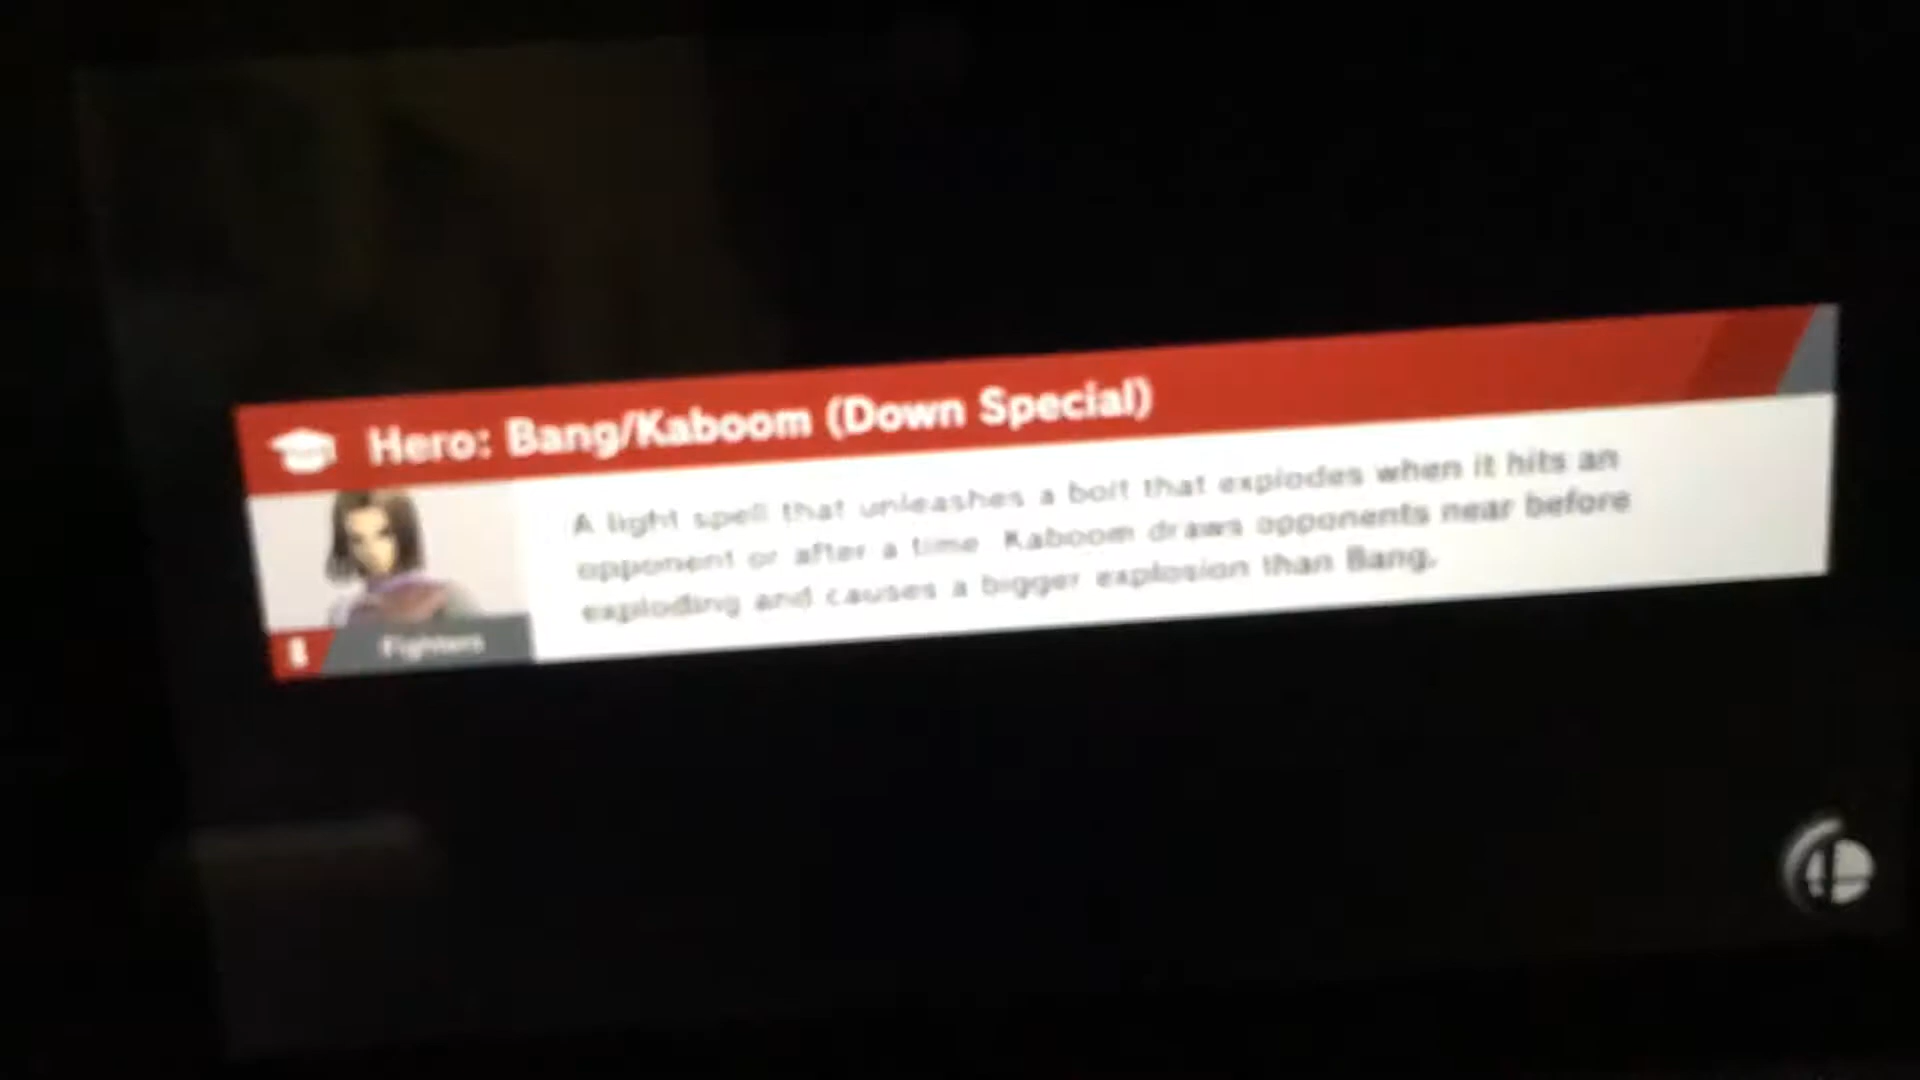 Hero: Bang/Kaboom (Down Special)
A light spell that unleashes a bolt that explodes when it hits an
opponent or after a time. Kaboom draws opponents near before
exploding and causes a bigger explosion than Bang.
Fighters